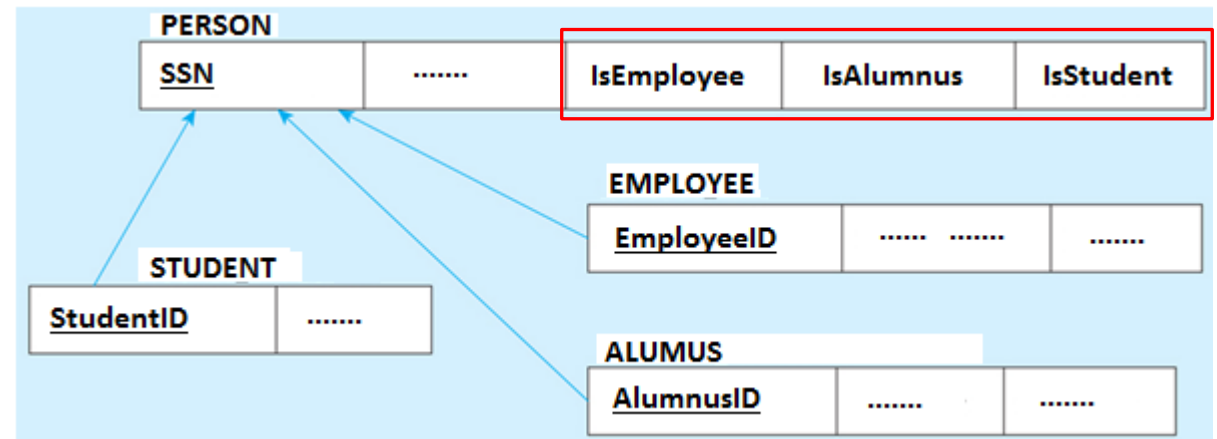 PERSON
SSN ....... IsEmployee IsAlumnus IsStudent
EMPLOYEE
EmployeeID ...... ....... .......
STUDENT
StudentID .......
ALUMUS
AlumnusID ....... .......